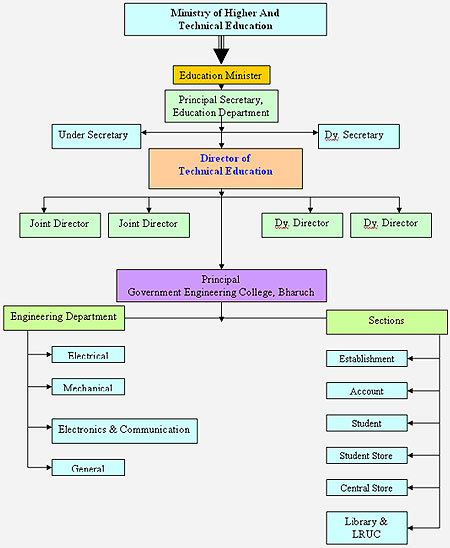 Ministry of Higher And
Technical Education
Education Minister
Principal Secretary,
Education Department
Under Secretary
Dy. Secretary
Director of
Technical Education
Joint Director
Joint Director
Dy. Director
Dy. Director
Principal
Government Engineering College, Bharuch
Engineering Department
Sections
Electrical
Mechanical
Electronics & Communication
General
Establishment
Account
Student
Student Store
Central Store
Library &
LRUC